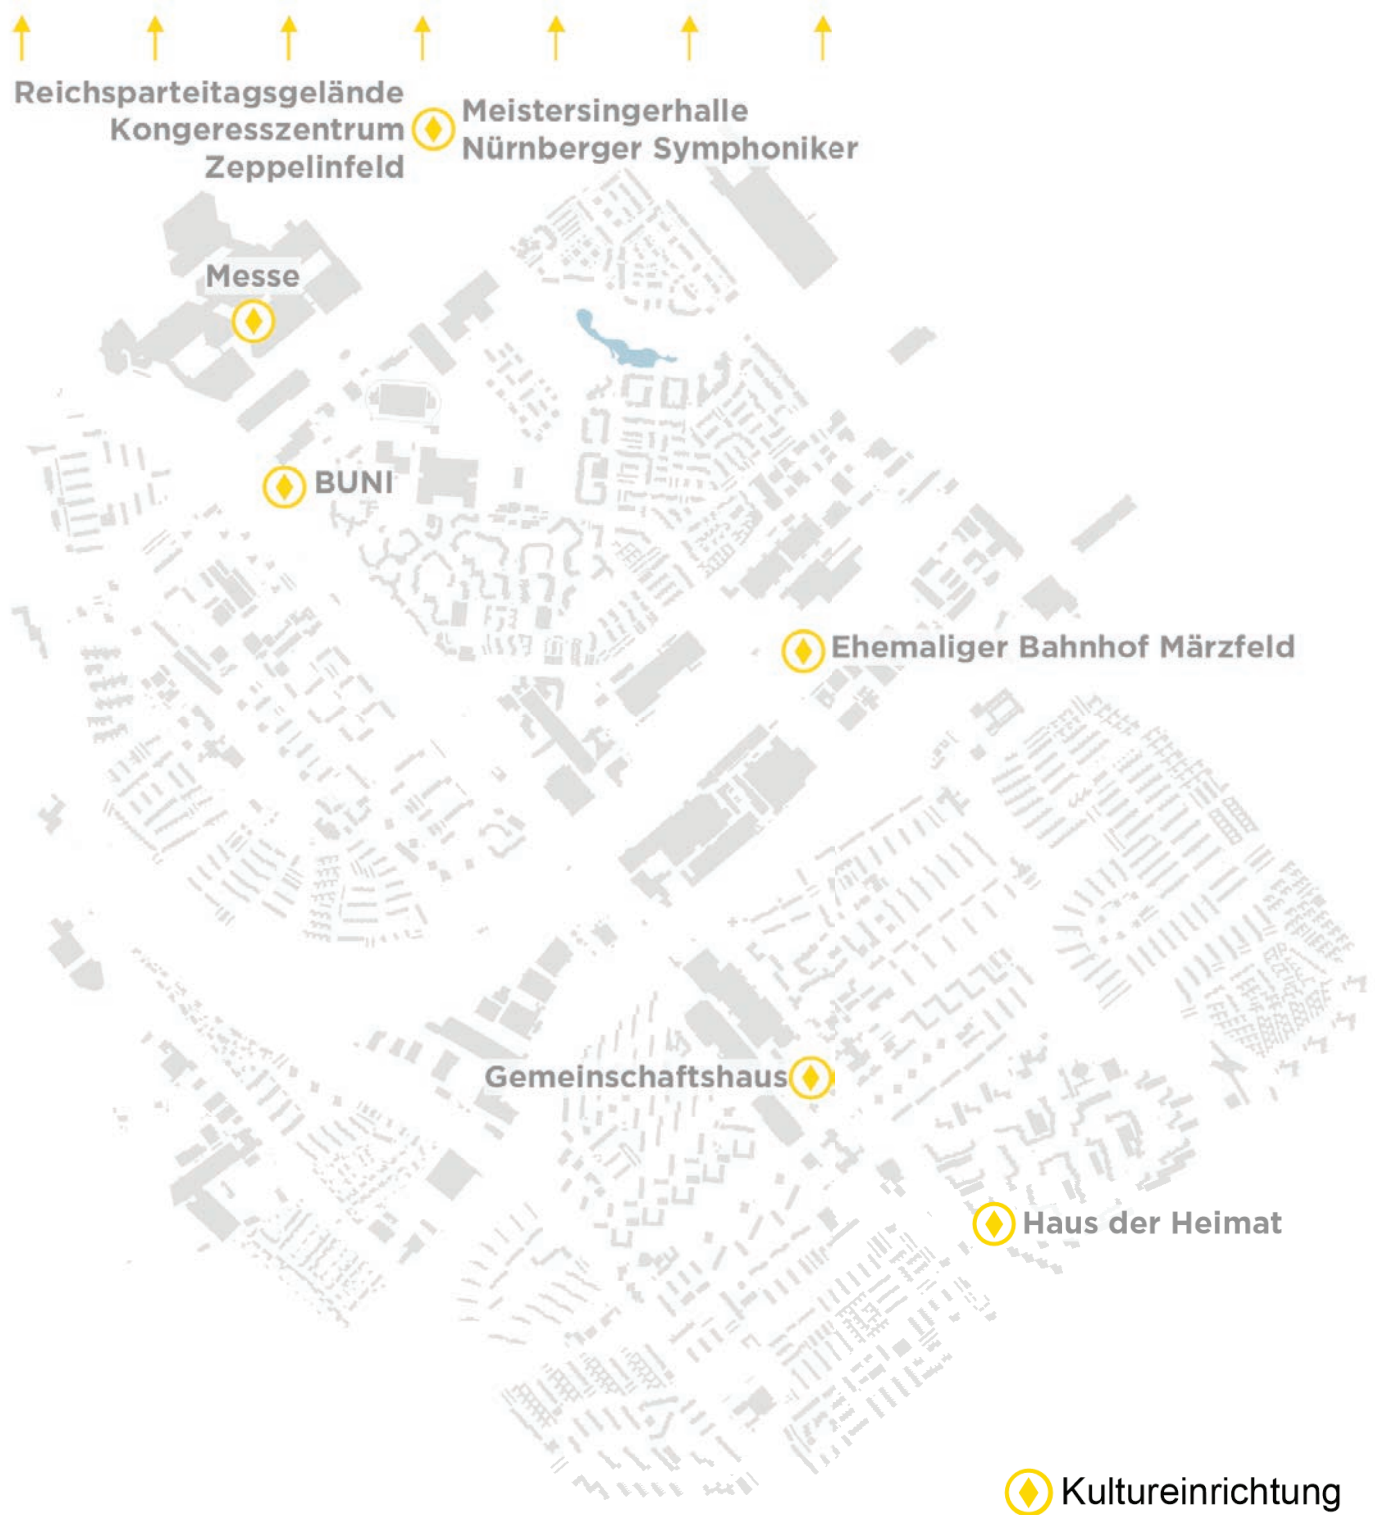 Reichsparteitagsgelände
Kongeresszentrum
Zeppelinfeld
Meistersingerhalle
Nürnberger Symphoniker
Messe
BUNI
Ehemaliger Bahnhof Märzfeld
Gemeinschaftshaus
Haus der Heimat
Kultureinrichtung